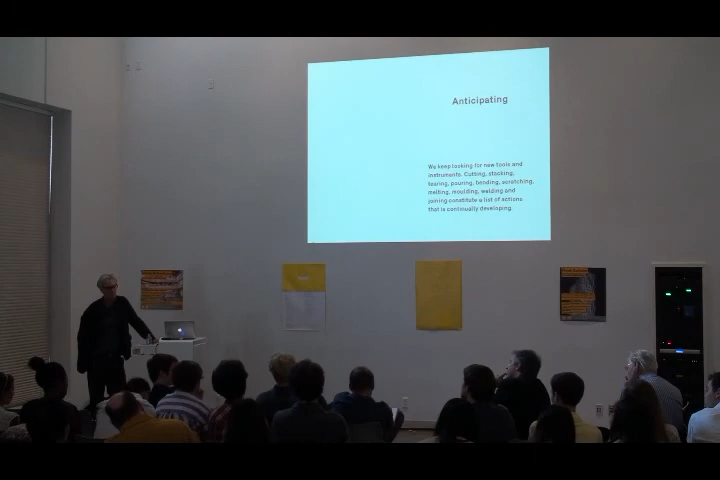 Anticipating
We keep looking for new tools and
instruments. Cutting, stacking,
tearing, pouring, bending, scratching,
melting, moulding, welding and
joining constitute a list of actions
that is continually developing.